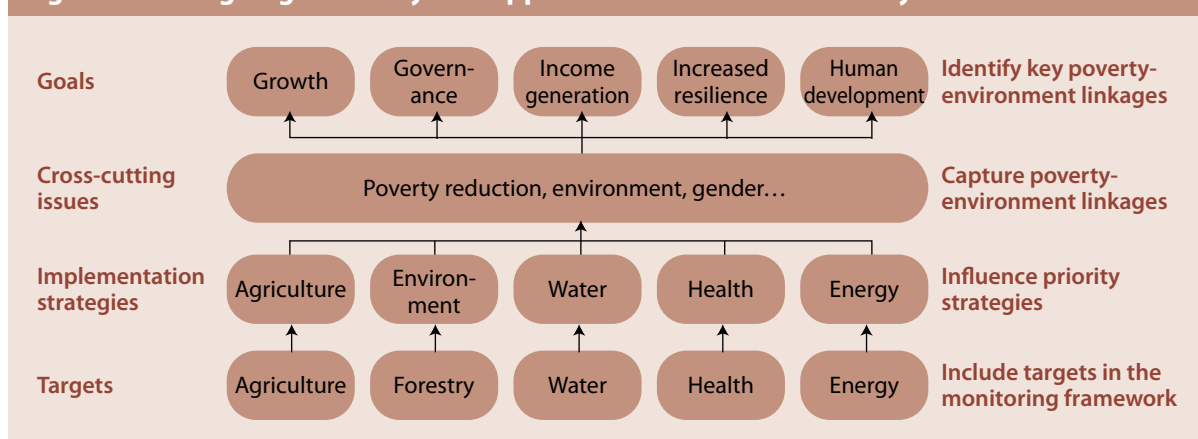 Goals
Growth
Govern-
ance
Income
generation
Increased
resilience
Human
development
Identify key poverty-
environment linkages
Cross-cutting
issues
Poverty reduction, environment, gender…
Capture poverty-
environment linkages
Implementation
strategies
Agriculture
Environ-
ment
Water
Health
Energy
Influence priority
strategies
Targets
Agriculture
Forestry
Water
Health
Energy
Include targets in the
monitoring framework